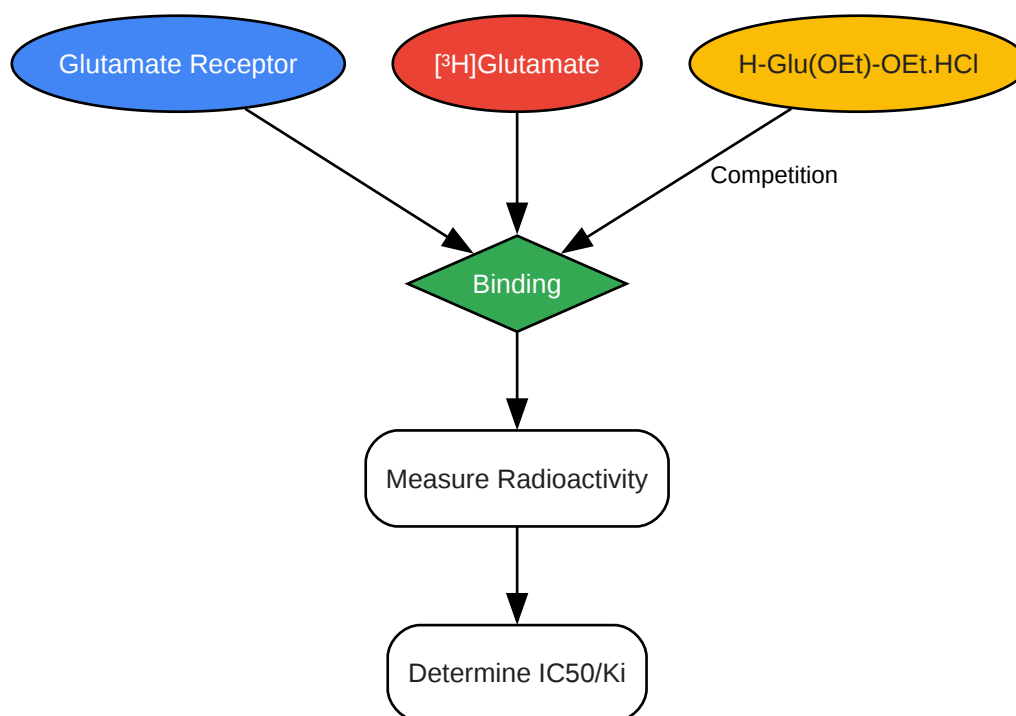 Glutamate Receptor
[³H]Glutamate
H-Glu(OEt)-OEt.HCl
Competition
Binding
Measure Radioactivity
Determine IC50/Ki